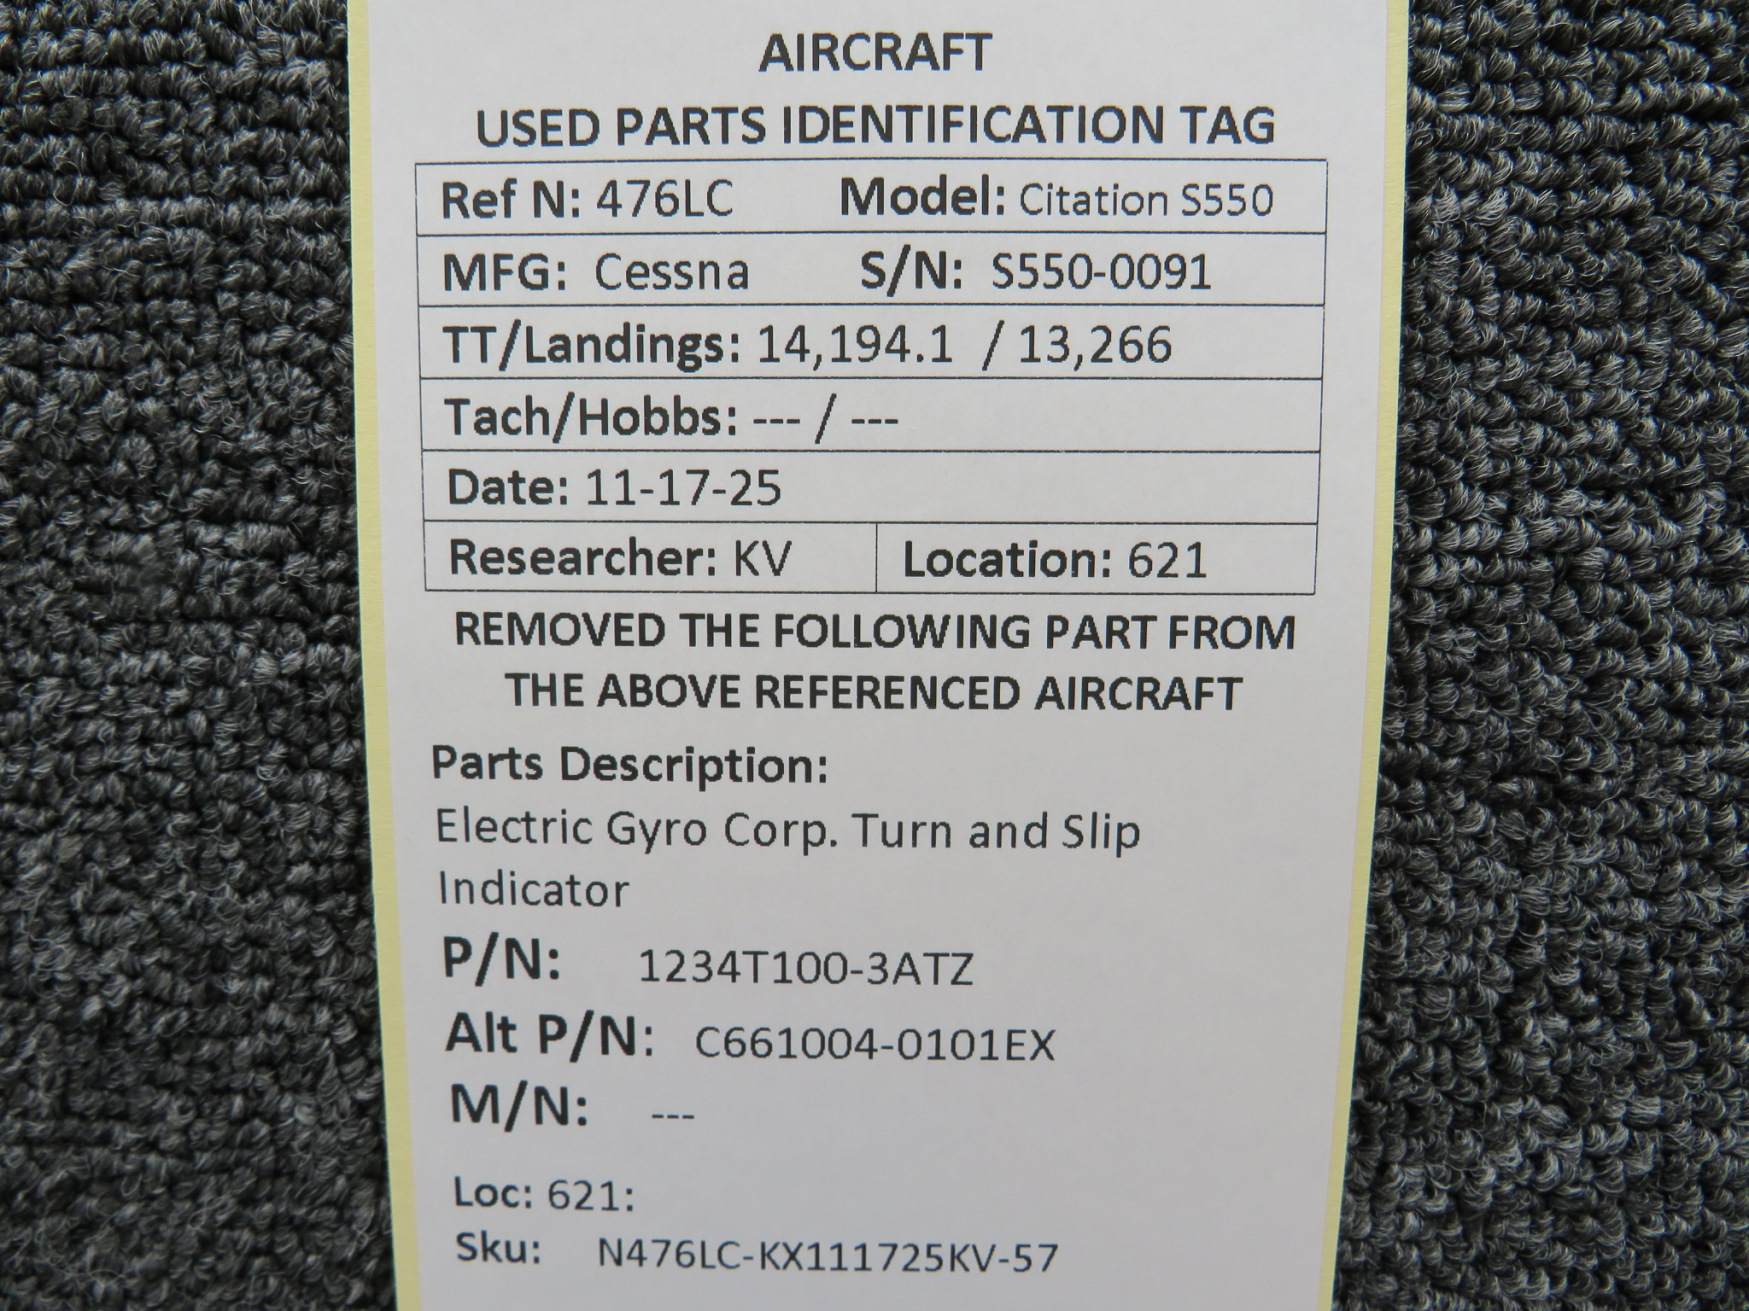 AIRCRAFT
USED PARTS IDENTIFICATION TAG
Ref N: 476LC Model: Citation S550
MFG: Cessna S/N: S550-0091
TT/Landings: 14,194.1 / 13,266
Tach/Hobbs: --- / ---
Date: 11-17-25
Researcher: KV Location: 621
REMOVED THE FOLLOWING PART FROM
THE ABOVE REFERENCED AIRCRAFT
Parts Description:
Electric Gyro Corp. Turn and Slip
Indicator
P/N: 1234T100-3ATZ
Alt P/N: C661004-0101EX
M/N: ---
Loc: 621:
Sku: N476LC-KX111725KV-57